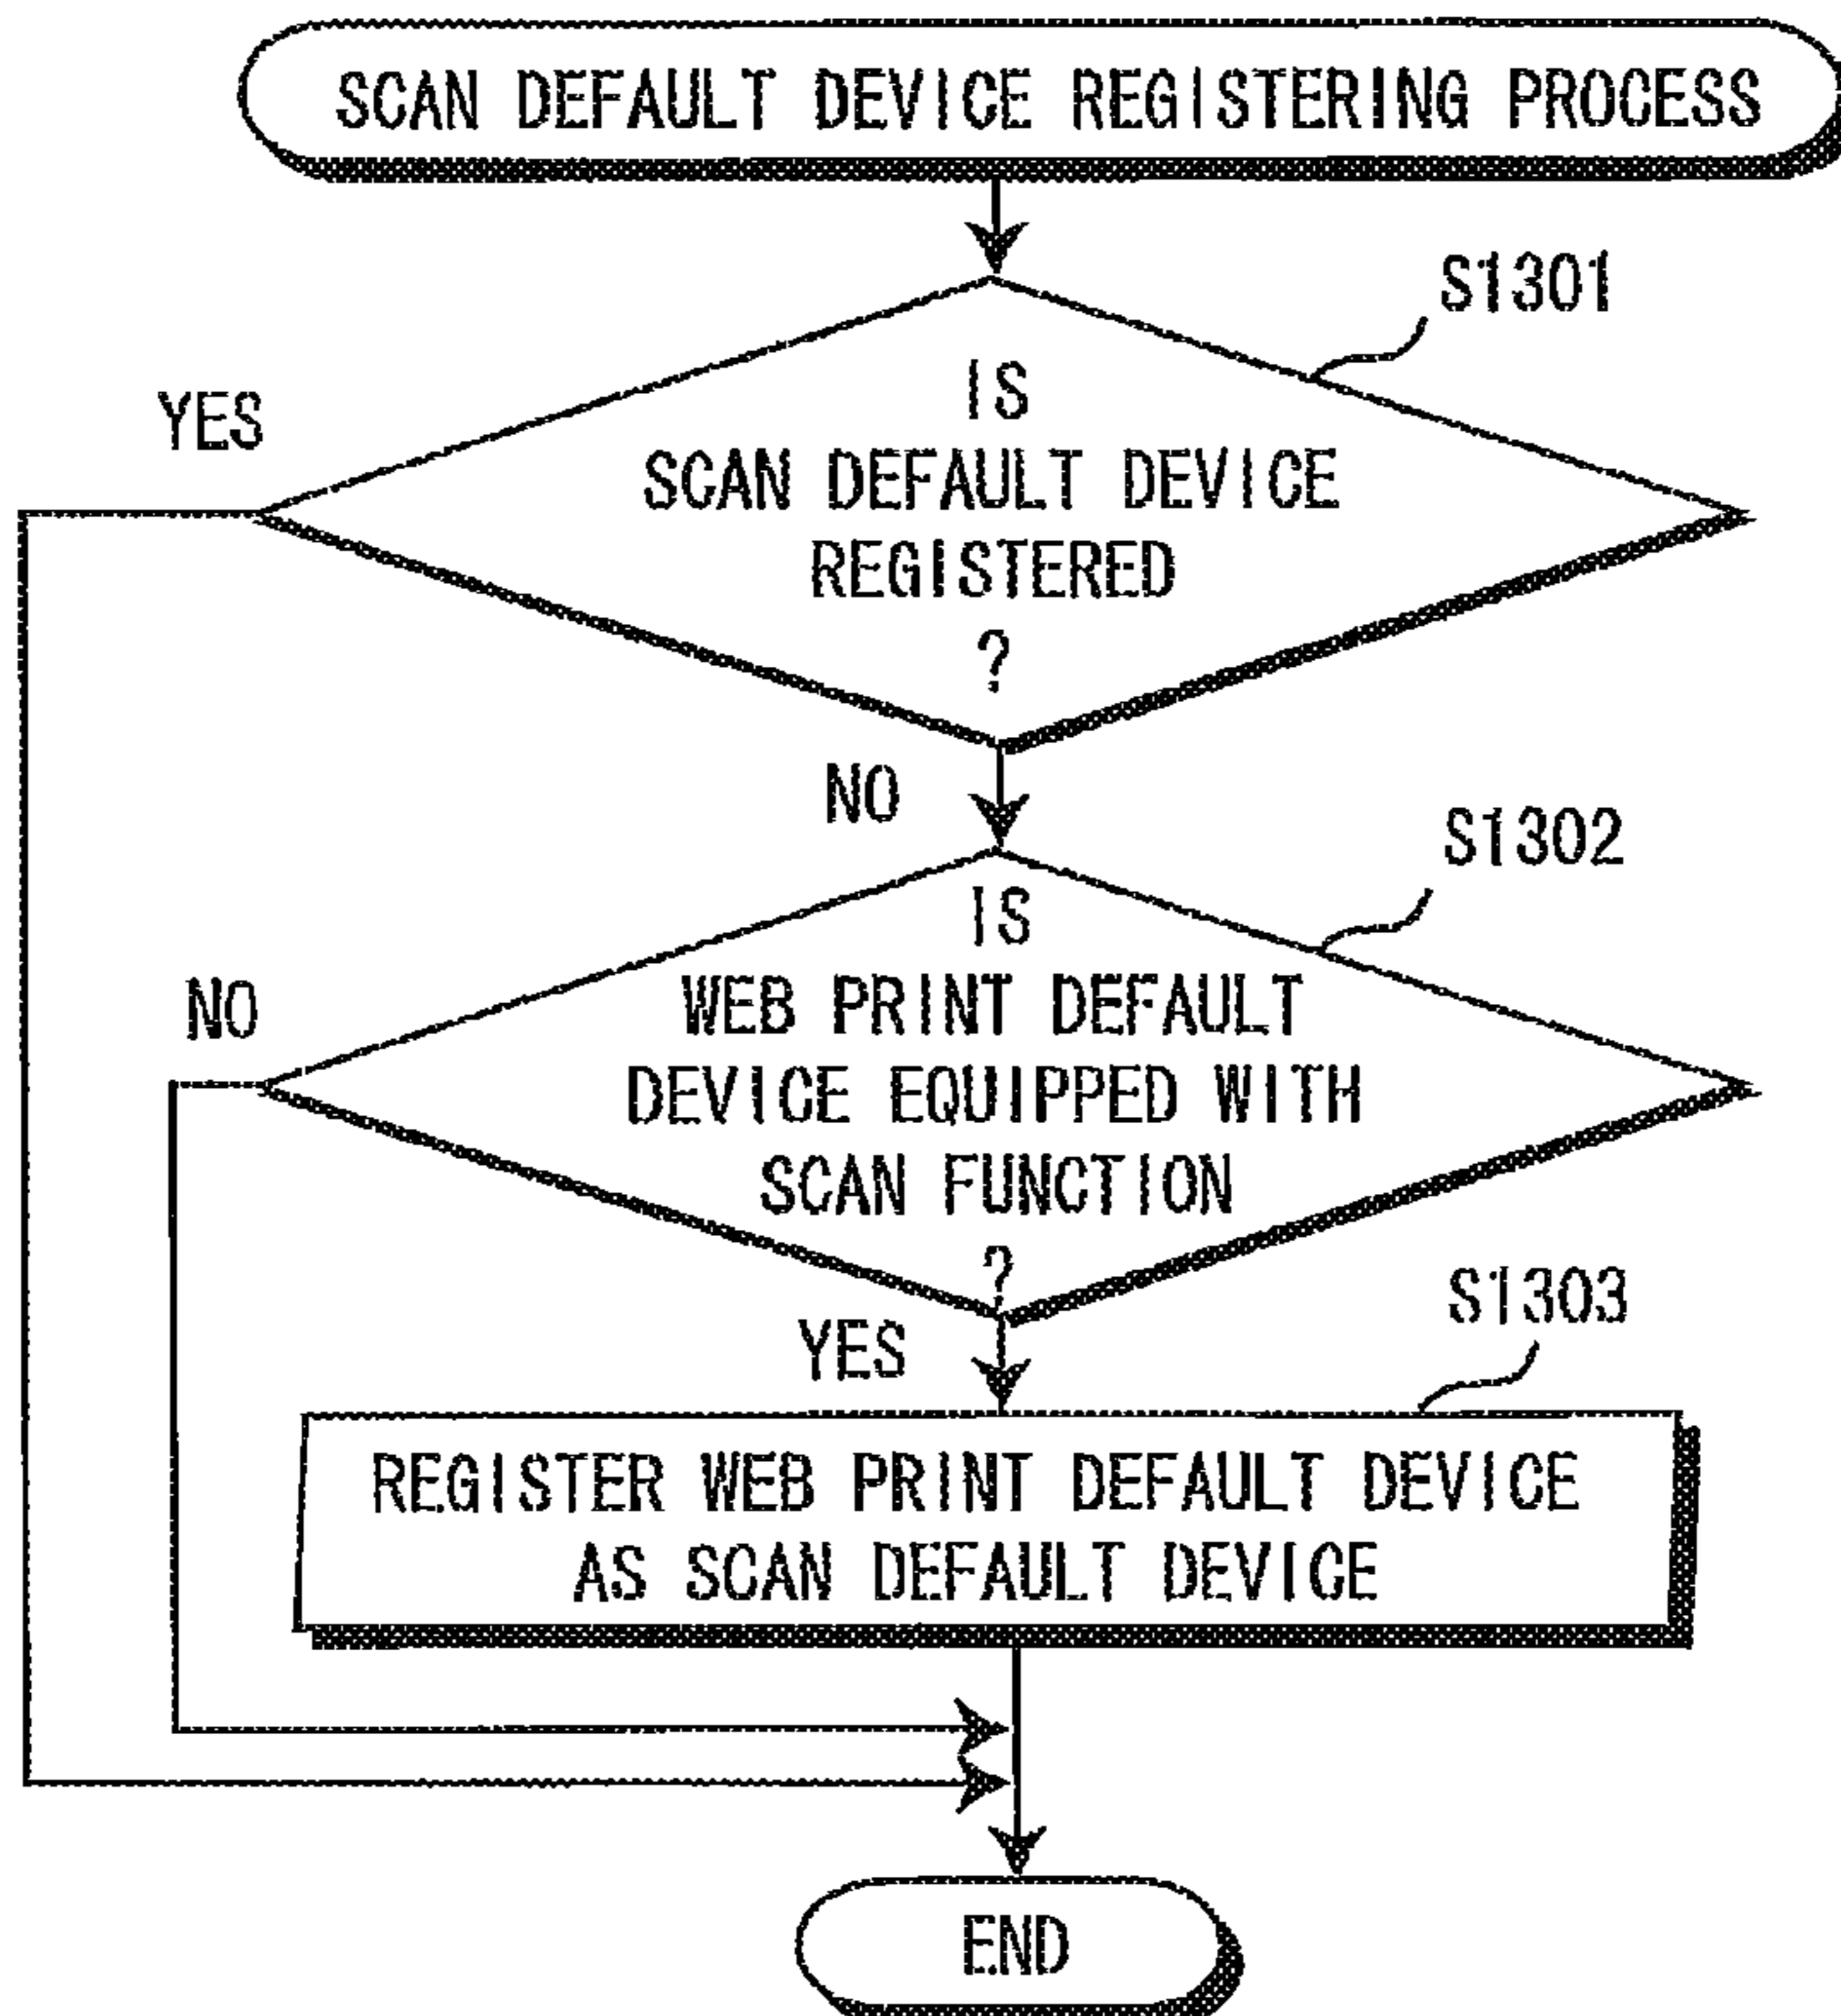 SCAN DEFAULT DEVICE REGISTERING PROCESS
S1301
IS
YES
SCAN DEFAULT DEVICE
REGISTERED
?
NO
S1302
IS
NO
WEB PRINT DEFAULT
DEVICE EQUIPPED WITH
SCAN FUNCTION
?
S1303
YES
REGISTER WEB PRINT DEFAULT DEVICE
AS SCAN DEFAULT DEVICE
END